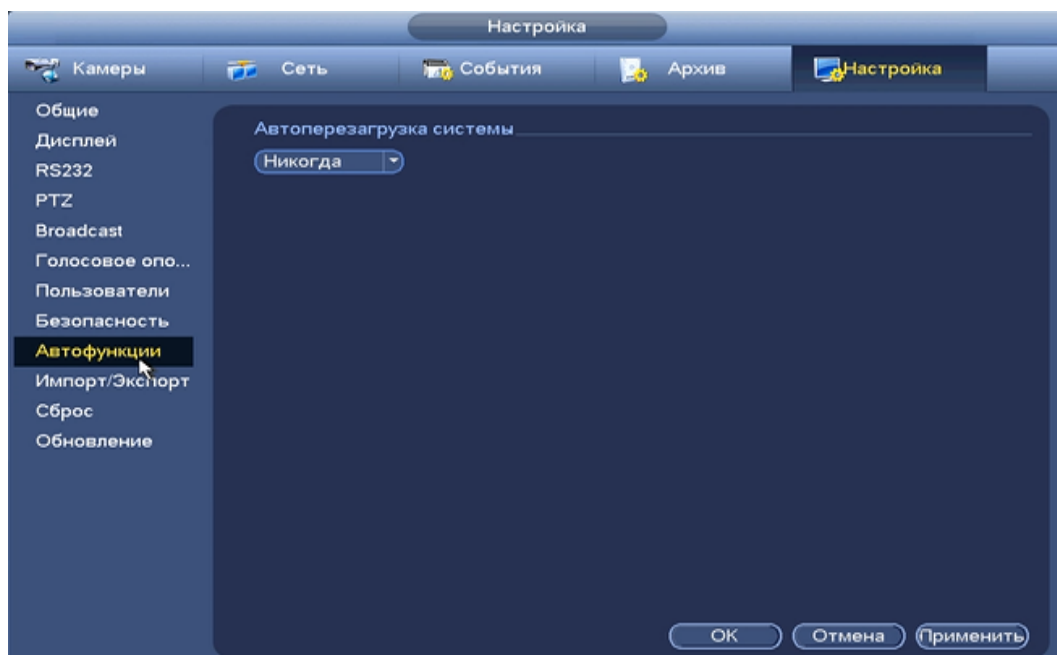 Настройка
Камеры
Сеть
События
Архив
Настройка
Общие
Дисплей
RS232
PTZ
Broadcast
Голосовое опо...
Пользователи
Безопасность
Автофункции
Импорт/Экспорт
Сброс
Обновление
Автоперезагрузка системы
Никогда
OK
Отмена
Применить